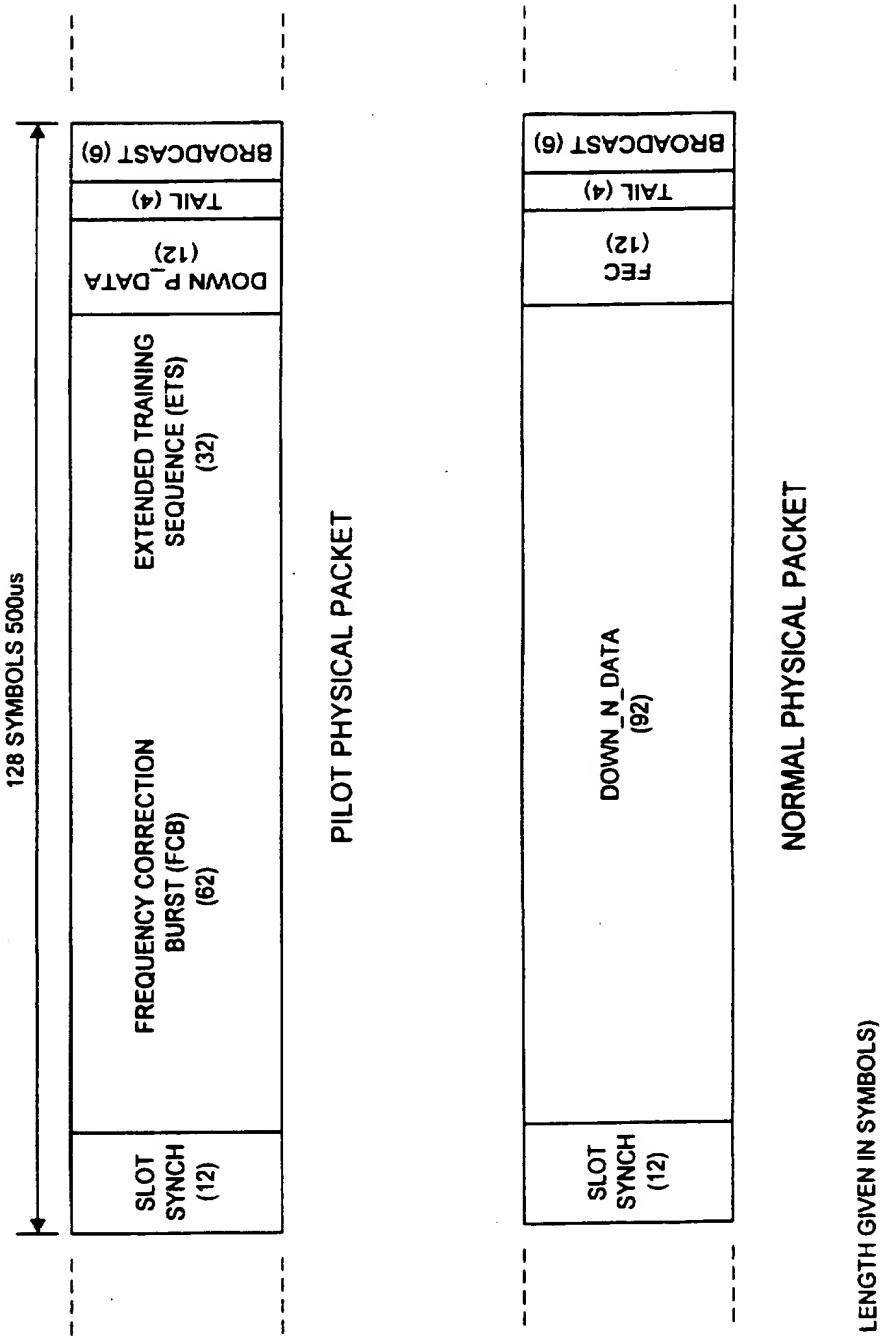 128 SYMBOLS 500us
SLOT
SYNCH
(12)
FREQUENCY CORRECTION
BURST (FCB)
(62)
EXTENDED TRAINING
SEQUENCE (ETS)
(32)
DOWN P_DATA
(12)
TAIL (4)
BROADCAST (6)
PILOT PHYSICAL PACKET
SLOT
SYNCH
(12)
DOWN_N_DATA
(92)
FEC
(12)
TAIL (4)
BROADCAST (6)
NORMAL PHYSICAL PACKET
LENGTH GIVEN IN SYMBOLS)